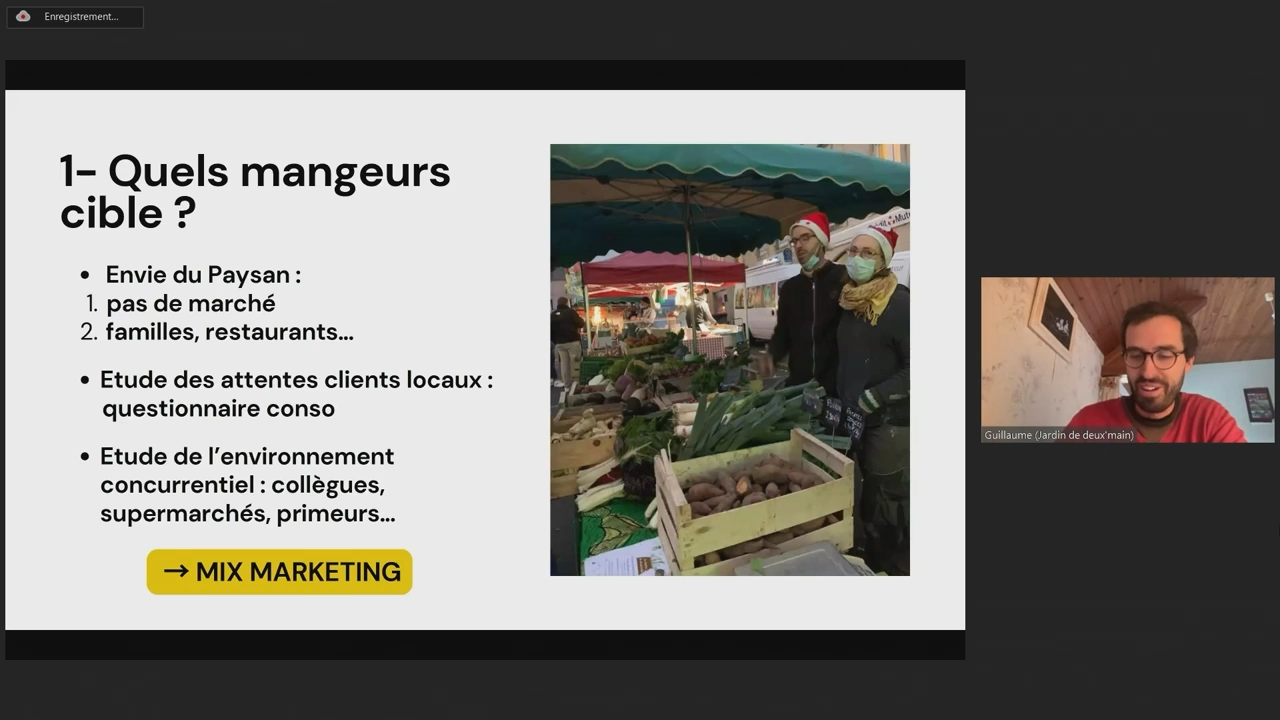 Enregistrement...
1- Quels mangeurs
cible ?
• Envie du Paysan :
1. pas de marché
2. familles, restaurants...
• Etude des attentes clients locaux :
questionnaire conso
• Etude de l'environnement
concurrentiel : collègues,
supermarchés, primeurs...
→ MIX MARKETING
Guillaume (Jardin de deux'main)